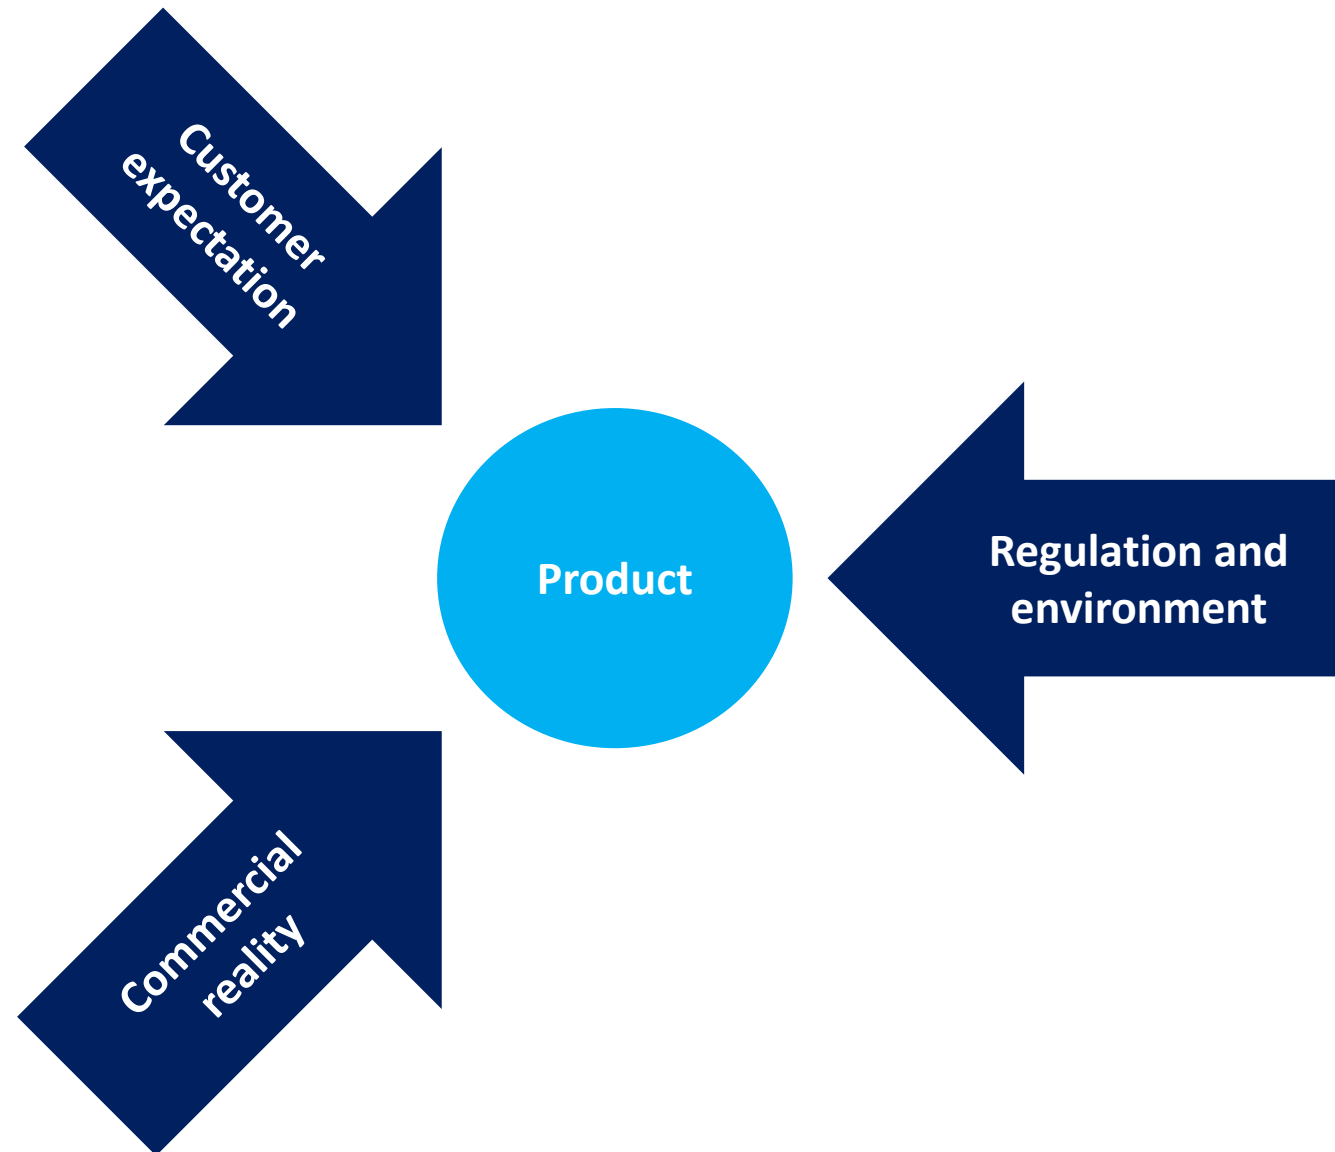 Customer
expectation
Product
Regulation and
environment
Commercial
reality